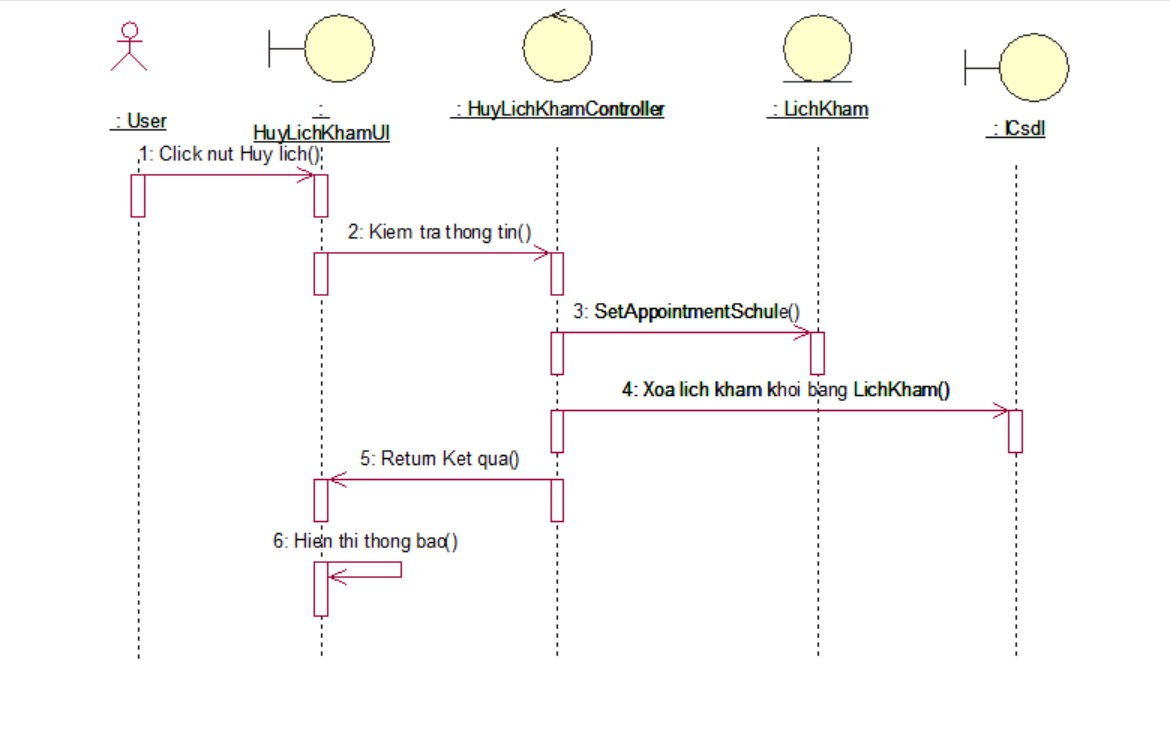 : User
:
HuyLichKhamUI
: HuyLichKhamController
: LichKham
: ICsdl
1: Click nut Huy lich()
2: Kiem tra thong tin()
3: SetAppointmentSchule()
4: Xoa lich kham khoi bang LichKham()
5: Return Ket qua()
6: Hien thi thong bao()